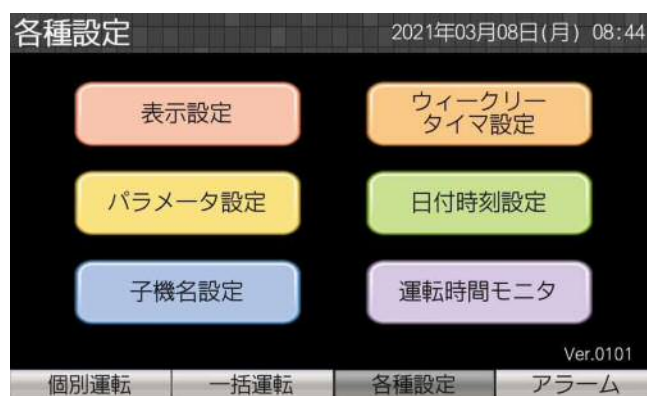 各種設定
2021年03月08日(月) 08:44
表示設定
ウィークリー
タイマ設定
パラメータ設定
日付時刻設定
子機名設定
運転時間モニタ
Ver.0101
個別運転
一括運転
各種設定
アラーム